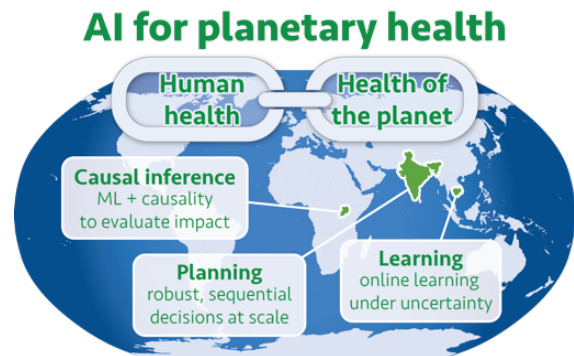 AI for planetary health
Human
health
Health of
the planet
Causal inference
ML + causality
to evaluate impact
Planning
robust, sequential
decisions at scale
Learning
online learning
under uncertainty